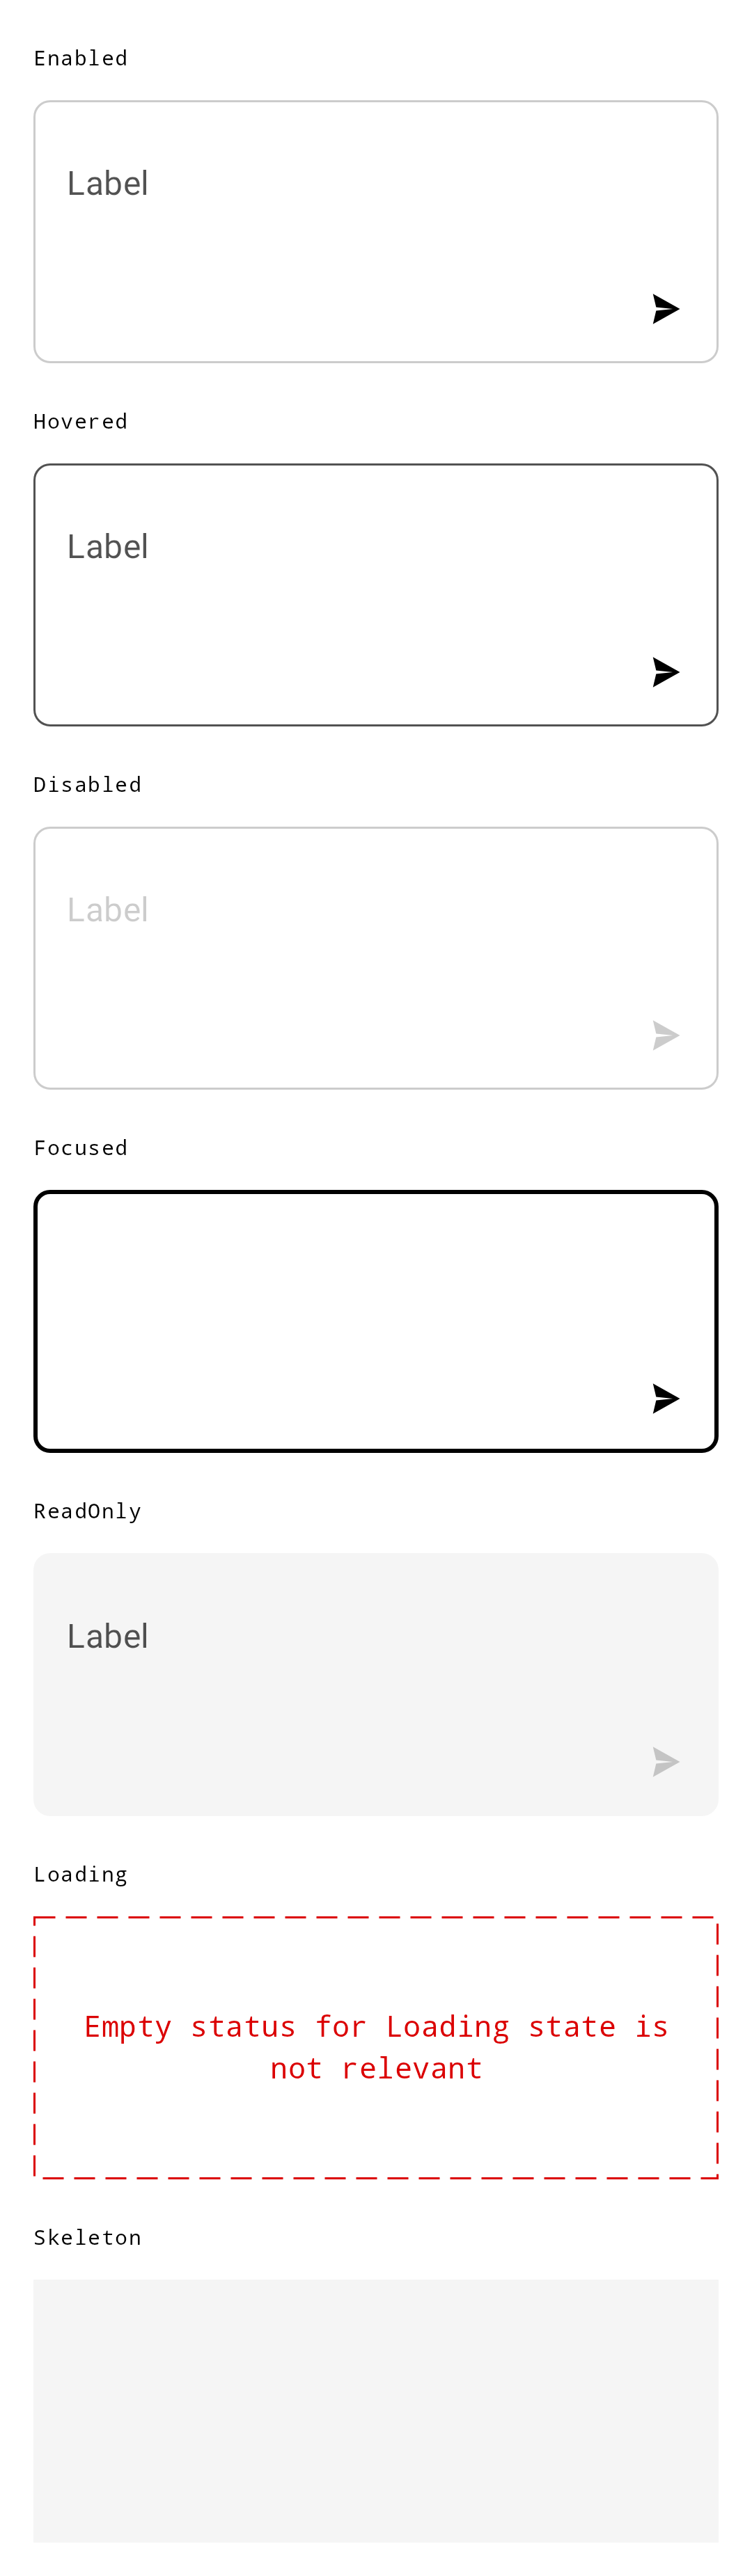 Enabled
Label
Hovered
Label
Disabled
Label
Focused
ReadOnly
Label
Loading
Empty status for Loading state is
not relevant
Skeleton